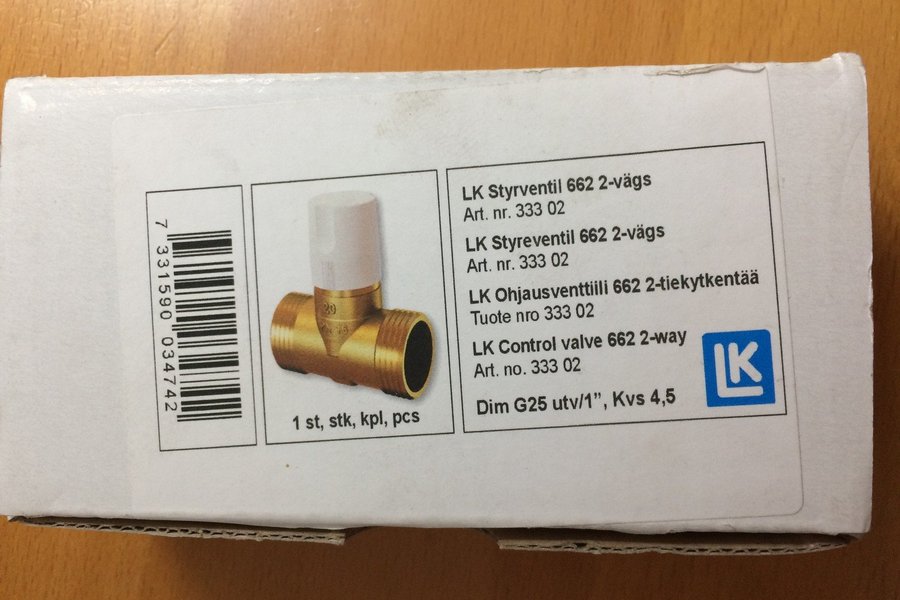 7 331590 034742
20
1 st, stk, kpl, pcs
LK Styrventil 662 2-vägs
Art. nr. 333 02
LK Styreventil 662 2-vägs
Art. nr. 333 02
LK Ohjausventtiili 662 2-tiekytkentää
Tuote nro 333 02
LK Control valve 662 2-way
Art. no. 333 02
Dim G25 utv/1”, Kvs 4,5
LK